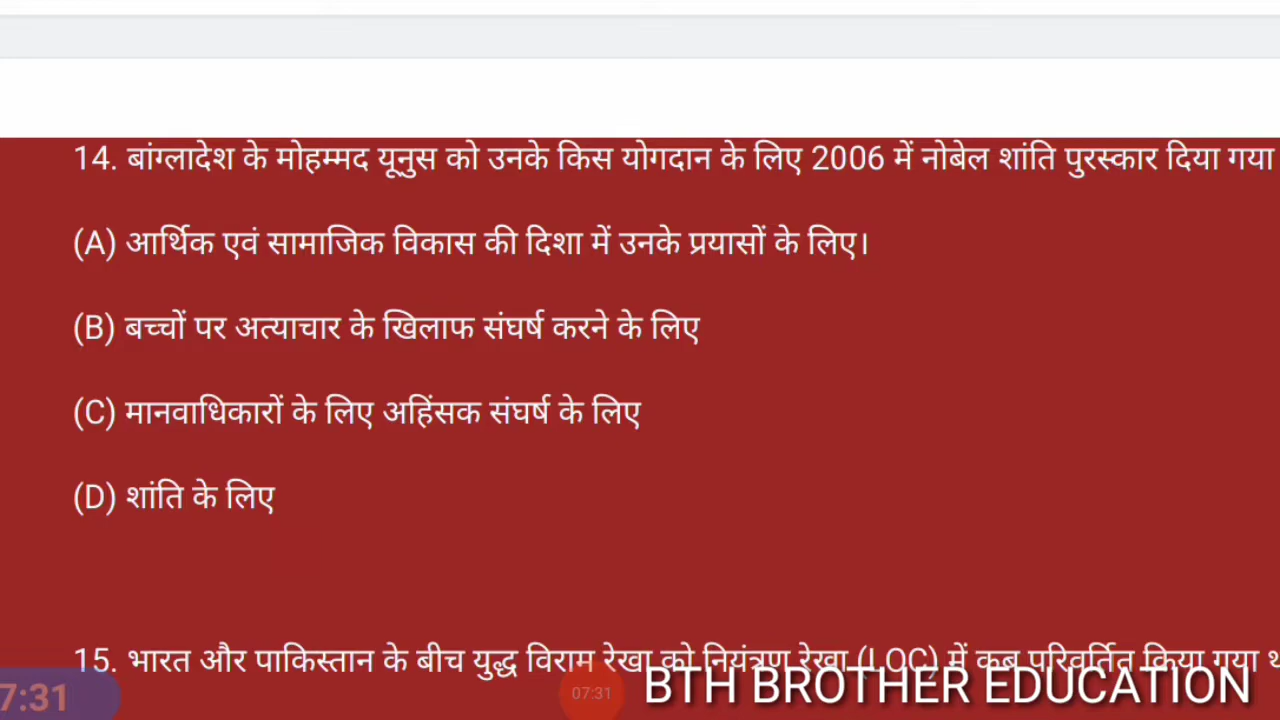 14. बांग्लादेश के मोहम्मद यूनुस को उनके किस योगदान के लिए 2006 में नोबेल शांति पुरस्कार दिया गया
(A) आर्थिक एवं सामाजिक विकास की दिशा में उनके प्रयासों के लिए।
(B) बच्चों पर अत्याचार के खिलाफ संघर्ष करने के लिए
(C) मानवाधिकारों के लिए अहिंसक संघर्ष के लिए
(D) शांति के लिए
15. भारत और पाकिस्तान के बीच युद्ध विराम रेखा को नियंत्रण रेखा (LOC) में कब परिवर्तित किया गया
7:31
07:31
BTH BROTHER EDUCATION